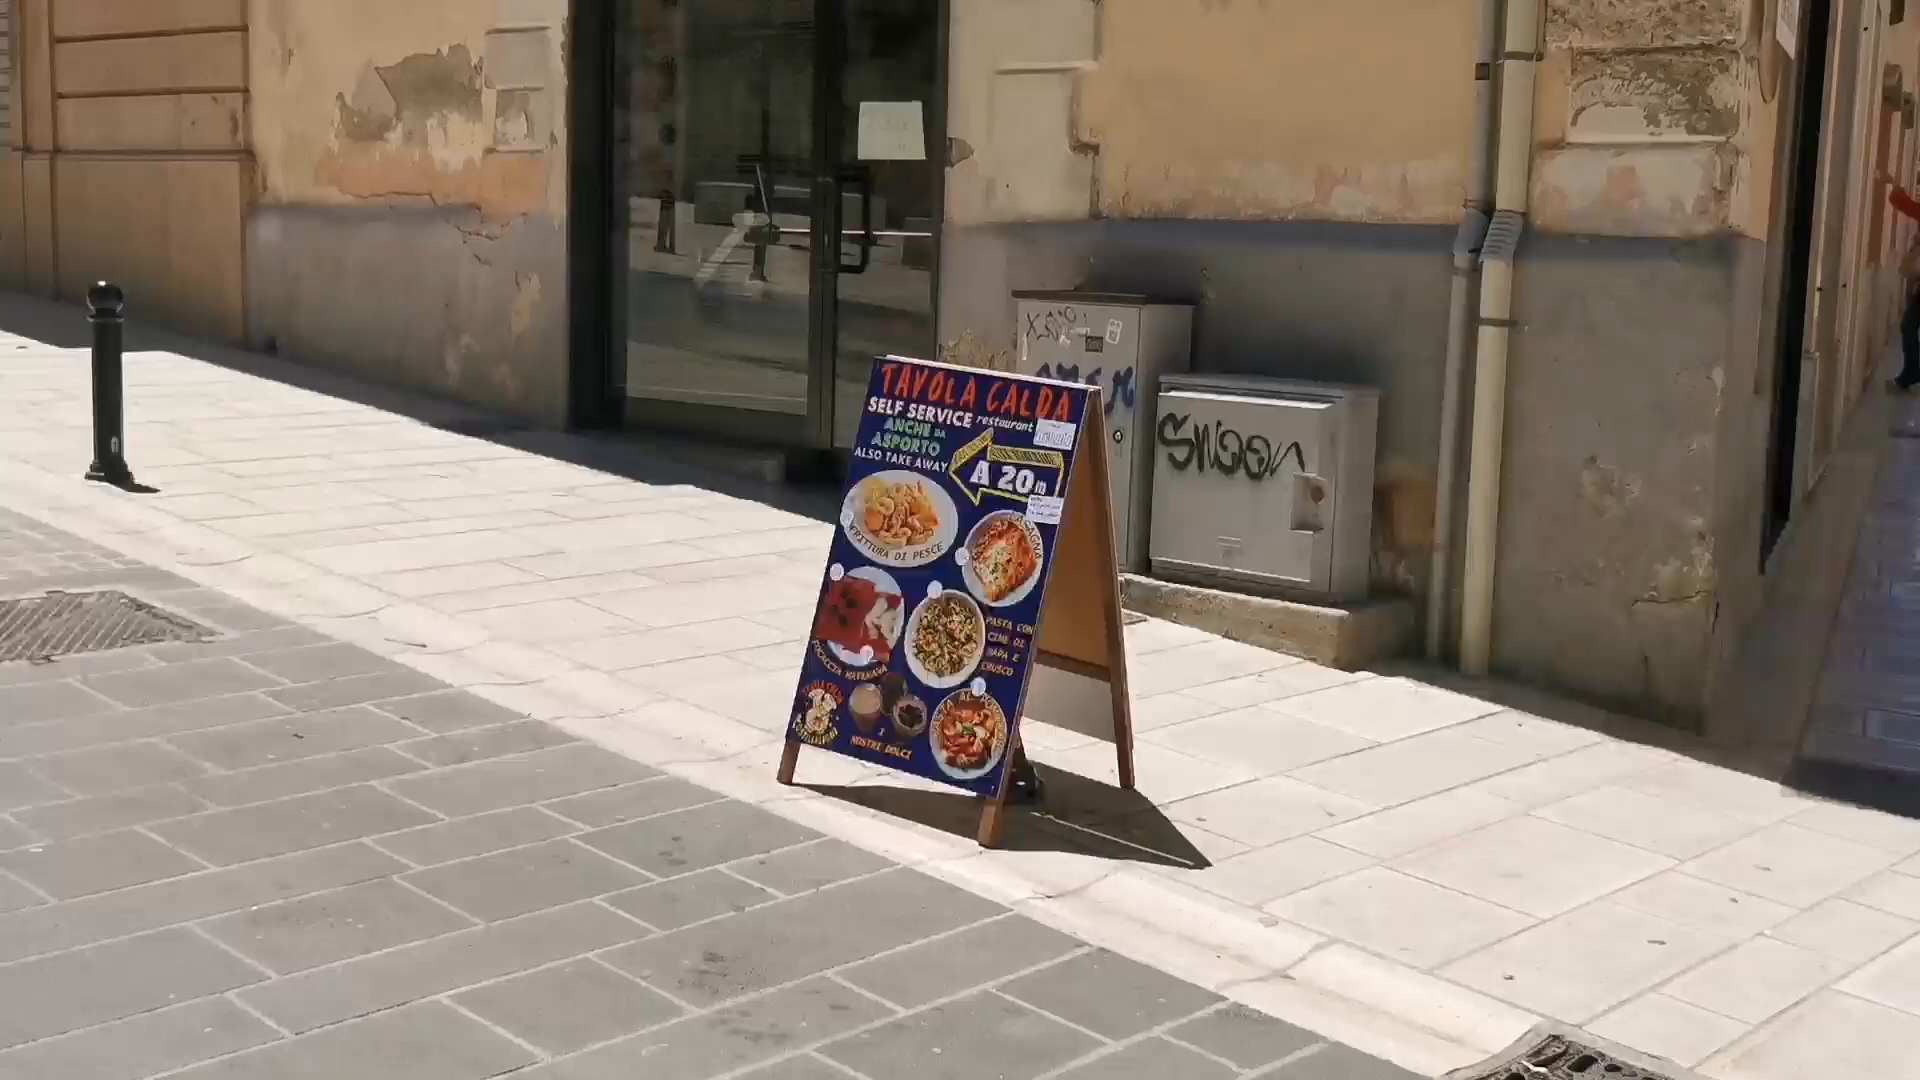 TAVOLA CALDA
SELF SERVICE restaurant
ANCHE DA
ASPORTO
ALSO TAKE AWAY
A 20 m
FRITTURA DI PESCE
LASAGNA
FOCACCIA MATERANA
PASTA CON
CIME DI
RAPA E
CRUSCO
I
NOSTRI DOLCI
SWOON